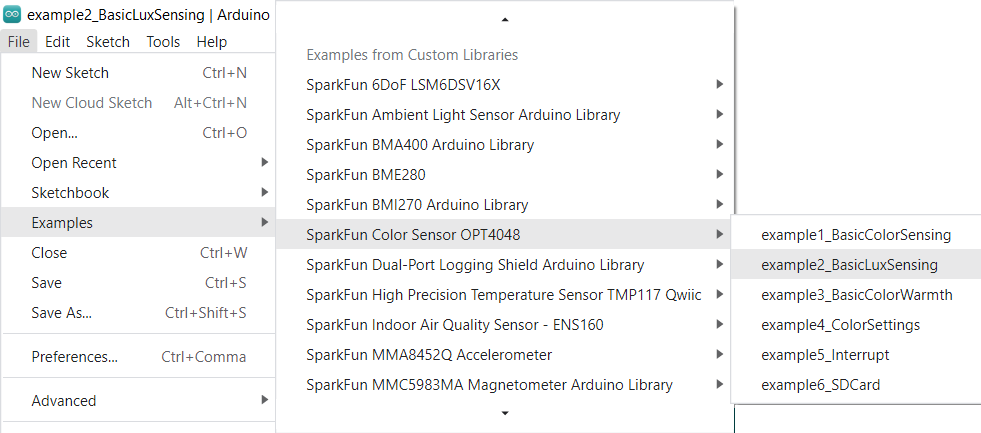 example2_BasicLuxSensing | Arduino
File Edit Sketch Tools Help
New Sketch Ctrl+N
New Cloud Sketch Alt+Ctrl+N
Open... Ctrl+O
Open Recent
Sketchbook
Examples
Close Ctrl+W
Save Ctrl+S
Save As... Ctrl+Shift+S
Preferences... Ctrl+Comma
Advanced
Examples from Custom Libraries
SparkFun 6DoF LSM6DSV16X
SparkFun Ambient Light Sensor Arduino Library
SparkFun BMA400 Arduino Library
SparkFun BME280
SparkFun BMI270 Arduino Library
SparkFun Color Sensor OPT4048
SparkFun Dual-Port Logging Shield Arduino Library
SparkFun High Precision Temperature Sensor TMP117 Qwiic
SparkFun Indoor Air Quality Sensor - ENS160
SparkFun MMA8452Q Accelerometer
SparkFun MMC5983MA Magnetometer Arduino Library
example1_BasicColorSensing
example2_BasicLuxSensing
example3_BasicColorWarmth
example4_ColorSettings
example5_Interrupt
example6_SDCard